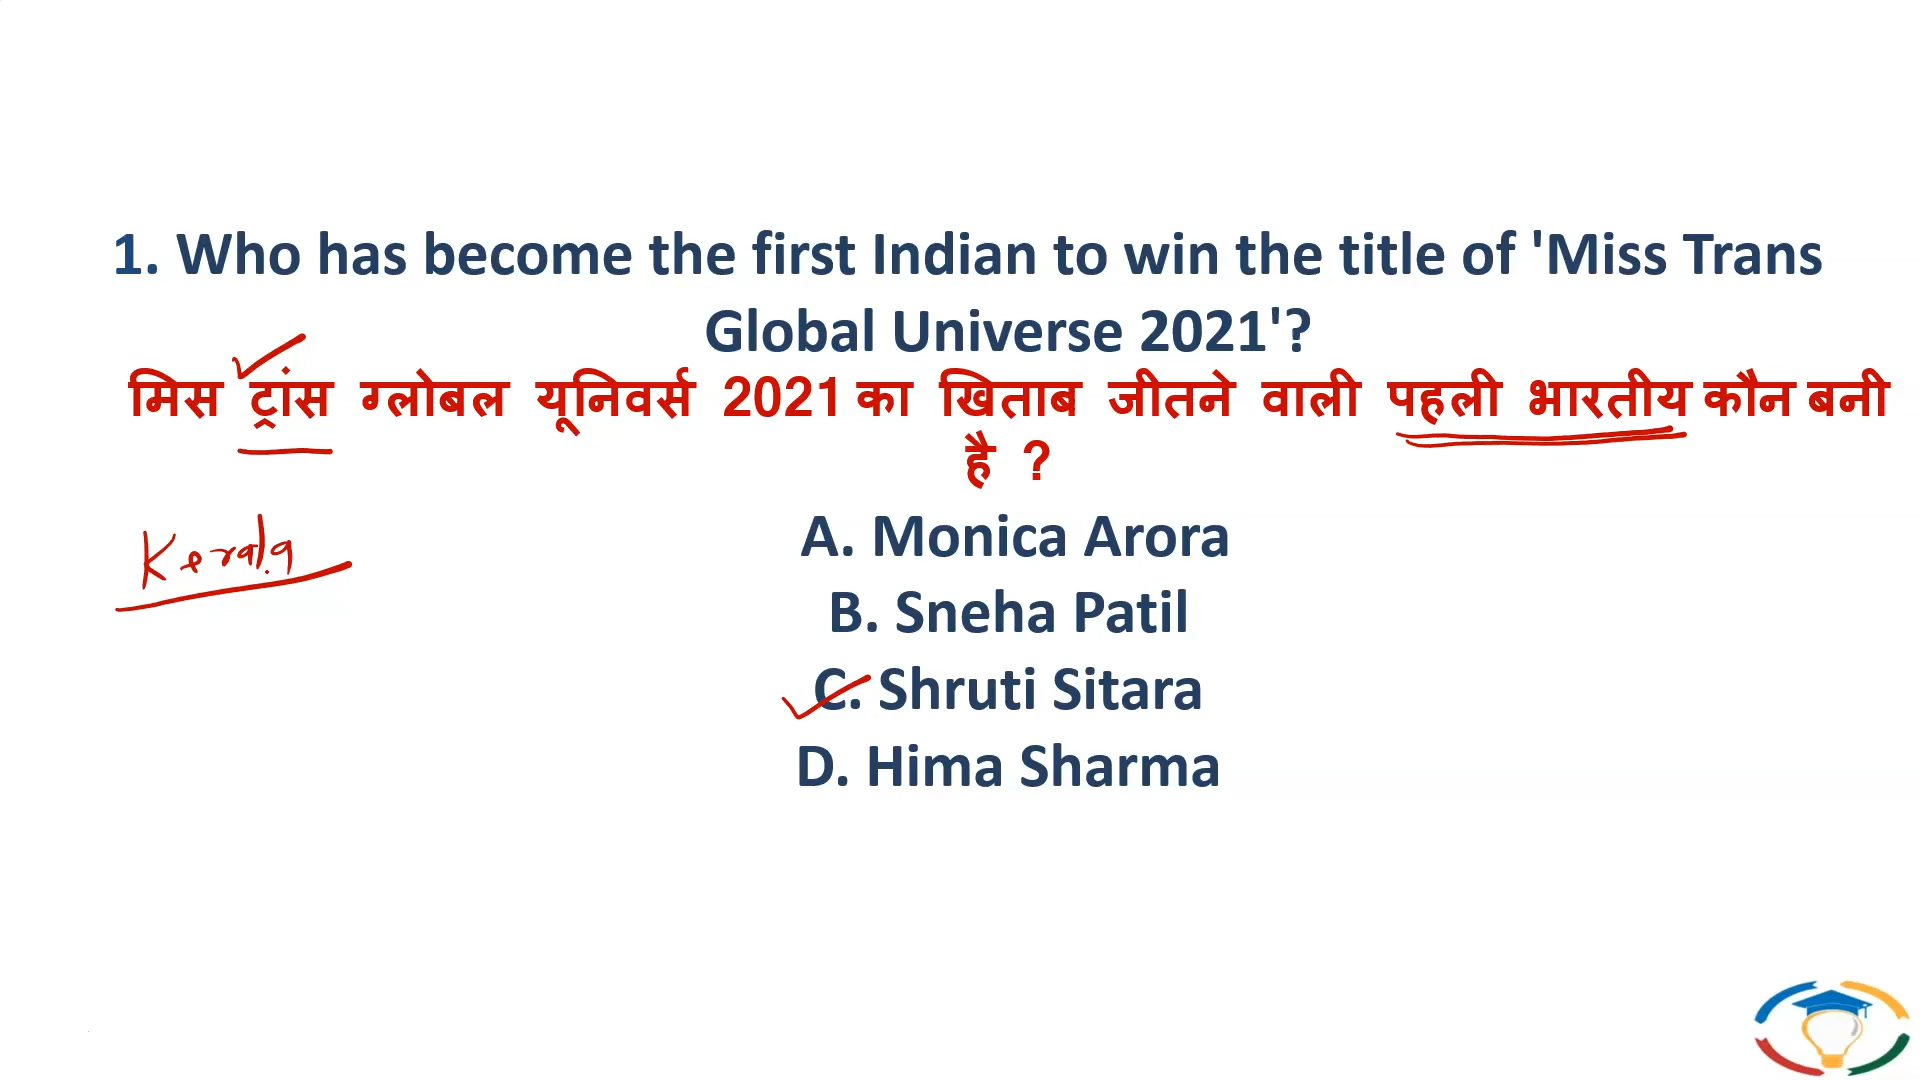 1. Who has become the first Indian to win the title of 'Miss Trans
Global Universe 2021'?
मिस ट्रांस ग्लोबल यूनिवर्स 2021 का खिताब जीतने वाली पहली भारतीय कौन बनी
है ?
Kerala
A. Monica Arora
B. Sneha Patil
C. Shruti Sitara
D. Hima Sharma